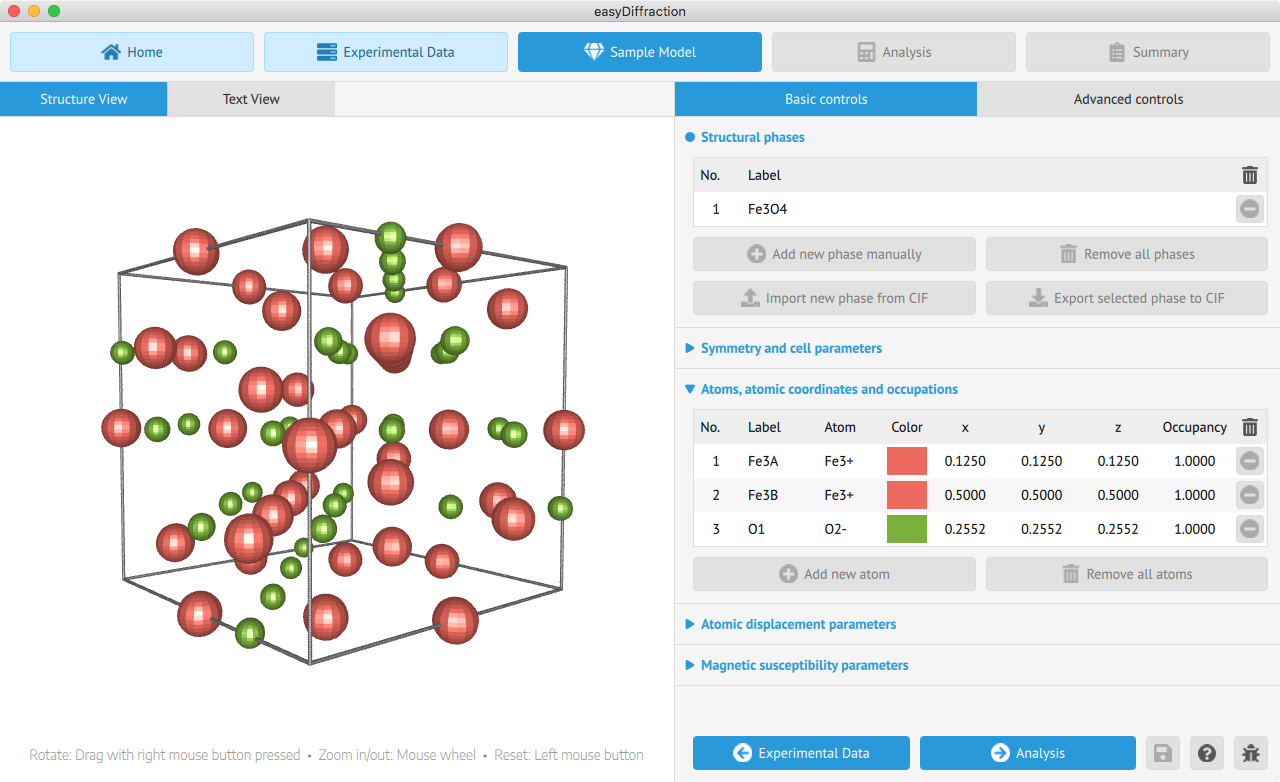 easyDiffraction
Home Experimental Data Sample Model Analysis Summary
Structure View Text View Basic controls Advanced controls
Structural phases
No. Label
1 Fe3O4
Add new phase manually Remove all phases
Import new phase from CIF Export selected phase to CIF
Symmetry and cell parameters
Atoms, atomic coordinates and occupations
No. Label Atom Color x y z Occupancy
1 Fe3A Fe3+ 0.1250 0.1250 0.1250 1.0000
2 Fe3B Fe3+ 0.5000 0.5000 0.5000 1.0000
3 O1 O2- 0.2552 0.2552 0.2552 1.0000
Add new atom Remove all atoms
Atomic displacement parameters
Magnetic susceptibility parameters
Rotate: Drag with right mouse button pressed • Zoom in/out: Mouse wheel • Reset: Left mouse button
Experimental Data Analysis